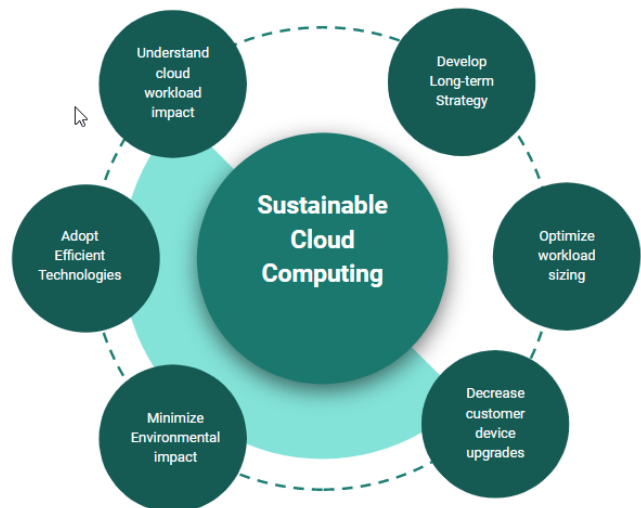 Understand
cloud
workload
impact
Develop
Long-term
Strategy
Sustainable
Cloud
Computing
Adopt
Efficient
Technologies
Optimize
workload
sizing
Minimize
Environmental
impact
Decrease
customer
device
upgrades